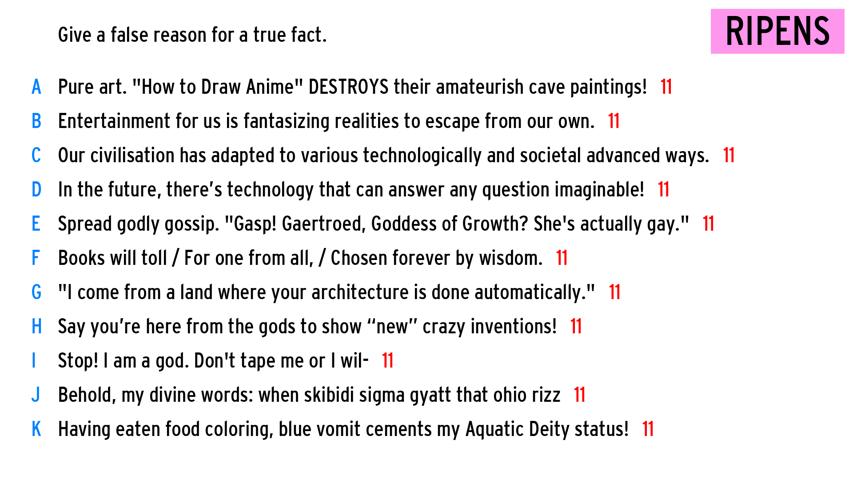 Give a false reason for a true fact.
RIPENS
A Pure art. "How to Draw Anime" DESTROYS their amateurish cave paintings! 11
B Entertainment for us is fantasizing realities to escape from our own. 11
C Our civilisation has adapted to various technologically and societal advanced ways. 11
D In the future, there’s technology that can answer any question imaginable! 11
E Spread godly gossip. "Gasp! Gaertroed, Goddess of Growth? She's actually gay." 11
F Books will toll / For one from all, / Chosen forever by wisdom. 11
G "I come from a land where your architecture is done automatically." 11
H Say you’re here from the gods to show “new” crazy inventions! 11
I Stop! I am a god. Don't tape me or I wil- 11
J Behold, my divine words: when skibidi sigma gyatt that ohio rizz 11
K Having eaten food coloring, blue vomit cements my Aquatic Deity status! 11